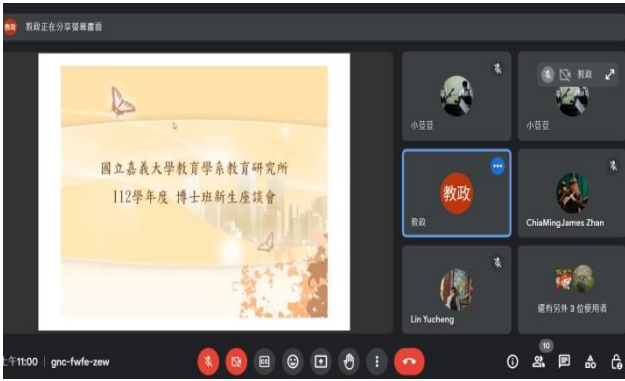 教政 教政正在分享螢幕畫面
國立嘉義大學教育學系教育研究所
112學年度 博士班新生座談會
小荳荳
教政
小荳荳
教政
教政
ChiaMingJames Zhan
Lin Yucheng
還有另外 3 位使用者
上午11:00 | gnc-fwfe-zew
CC
10